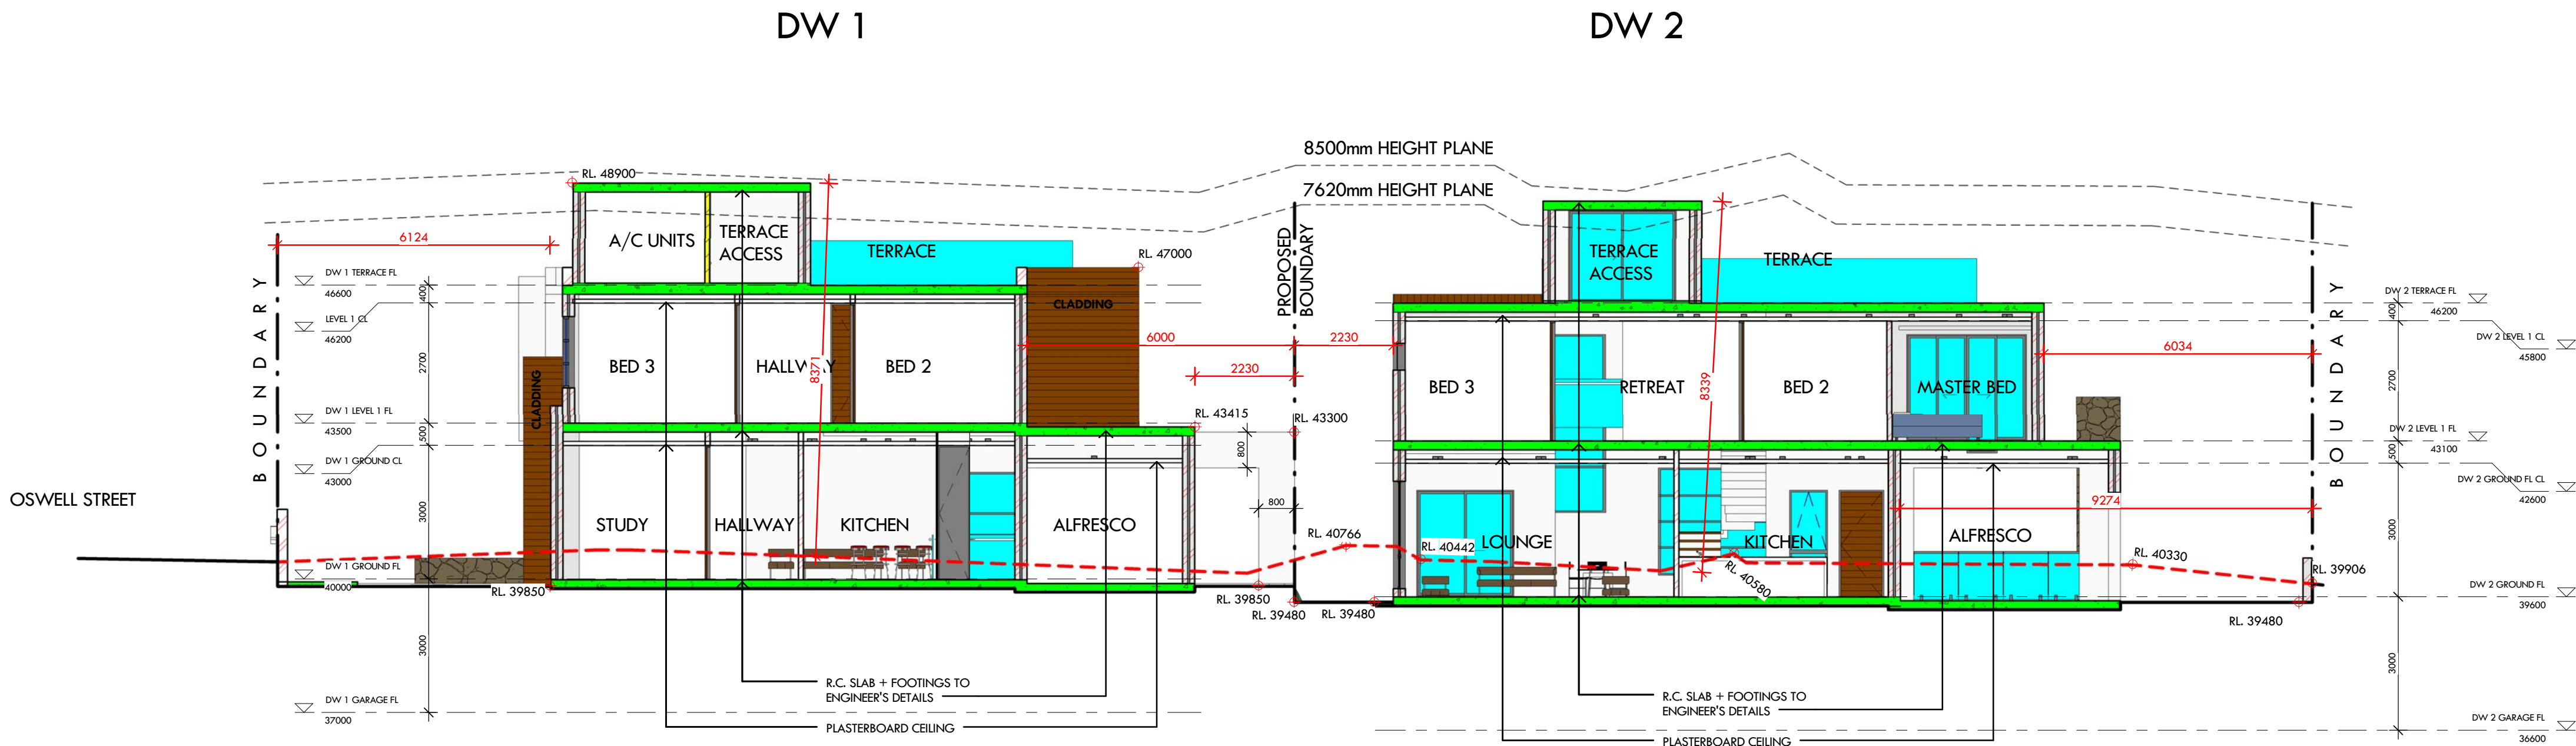 DW 1
DW 2
8500mm HEIGHT PLANE
7620mm HEIGHT PLANE
RL. 48900
A/C UNITS
TERRACE
ACCESS
TERRACE
RL. 47000
6124
BOUNDARY
DW 1 TERRACE FL
46600
LEVEL 1 CL
46200
DW 1 LEVEL 1 FL
43500
DW 1 GROUND CL
43000
DW 1 GROUND FL
40000
DW 1 GARAGE FL
37000
400
2700
500
3000
3000
OSWELL STREET
CLADDING
CLADDING
BED 3
HALLWAY
8371
BED 2
STUDY
HALLWAY
KITCHEN
ALFRESCO
6000
2230
2230
RL. 43415
RL. 43300
800
800
RL. 39850
RL. 39850
RL. 39480
RL. 39480
RL. 40766
RL. 40442
PROPOSED
BOUNDARY
R.C. SLAB + FOOTINGS TO
ENGINEER'S DETAILS
PLASTERBOARD CEILING
TERRACE
ACCESS
TERRACE
BED 3
RETREAT
8339
BED 2
MASTER BED
LOUNGE
KITCHEN
RL. 40580
ALFRESCO
6034
9274
RL. 40330
RL. 39906
RL. 39480
BOUNDARY
DW 2 TERRACE FL
46200
DW 2 LEVEL 1 CL
45800
DW 2 LEVEL 1 FL
43100
DW 2 GROUND FL CL
42600
DW 2 GROUND FL
39600
DW 2 GARAGE FL
36600
400
2700
500
3000
3000
R.C. SLAB + FOOTINGS TO
ENGINEER'S DETAILS
PLASTERBOARD CEILING